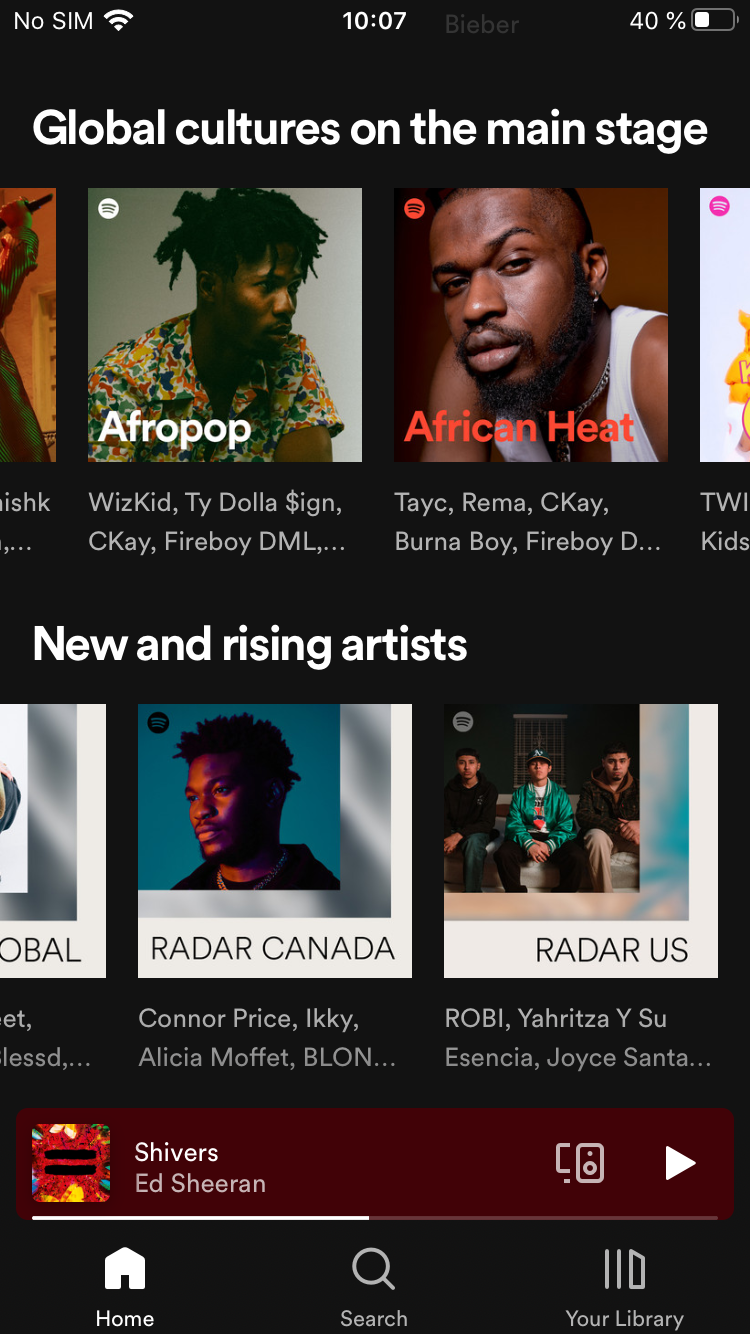 No SIM 10:07 Bieber 40 %
Global cultures on the main stage
Afropop
African Heat
nishk
WizKid, Ty Dolla $ign,
Tayc, Rema, CKay,
TWI
,...
CKay, Fireboy DML,...
Burna Boy, Fireboy D...
Kids
New and rising artists
OBAL
RADAR CANADA
RADAR US
eet,
Connor Price, Ikky,
ROBI, Yahritza Y Su
Blessd,...
Alicia Moffet, BLON...
Esencia, Joyce Santa...
Shivers
Ed Sheeran
Home
Search
Your Library